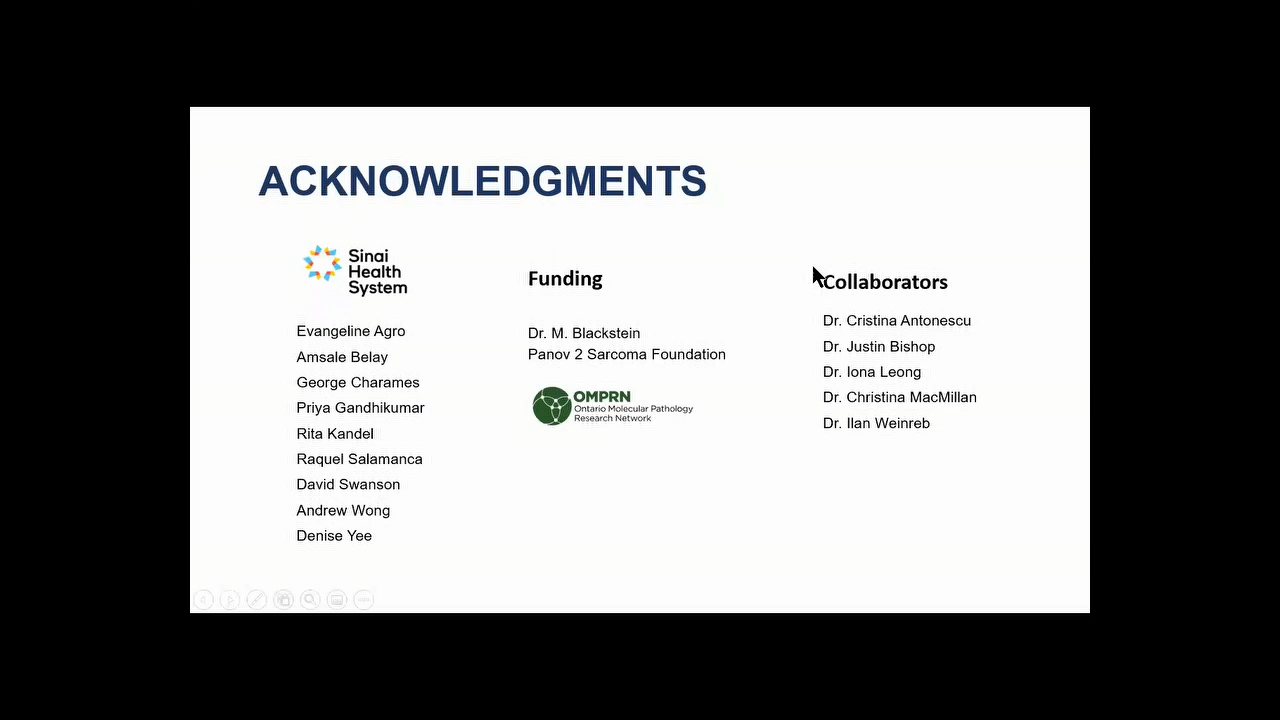 ACKNOWLEDGMENTS
Sinai
Health
System
Evangeline Agro
Amsale Belay
George Charames
Priya Gandhikumar
Rita Kandel
Raquel Salamanca
David Swanson
Andrew Wong
Denise Yee
Funding
Dr. M. Blackstein
Panov 2 Sarcoma Foundation
OMPRN
Ontario Molecular Pathology
Research Network
Collaborators
Dr. Cristina Antonescu
Dr. Justin Bishop
Dr. Iona Leong
Dr. Christina MacMillan
Dr. Ilan Weinreb